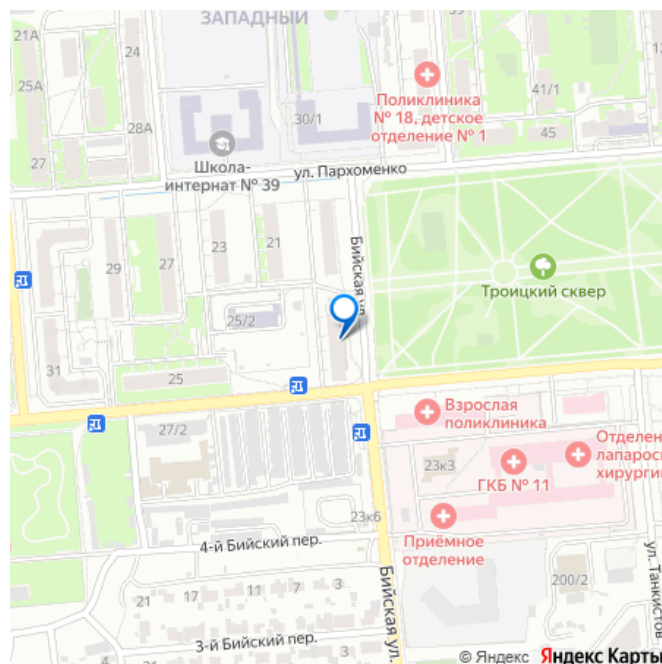 ЗАПАДНЫЙ
21А
24
25А
28А
27
30/1
Школа-
интернат № 39
Поликлиника
№ 18, детское
отделение № 1
41/1
45
ул. Пархоменко
23
21
29
27
Бийская ул.
Троицкий сквер
25/2
31
25
27/2
Взрослая
поликлиника
Отделен
лапароск
хирурги
23к3
ГКБ № 11
23к6
Приёмное
отделение
4-й Бийский пер.
200/2
ул. Танкистов
21
17
11
7
3
Бийская ул.
3
3-й Бийский пер.
© Яндекс Яндекс Карты